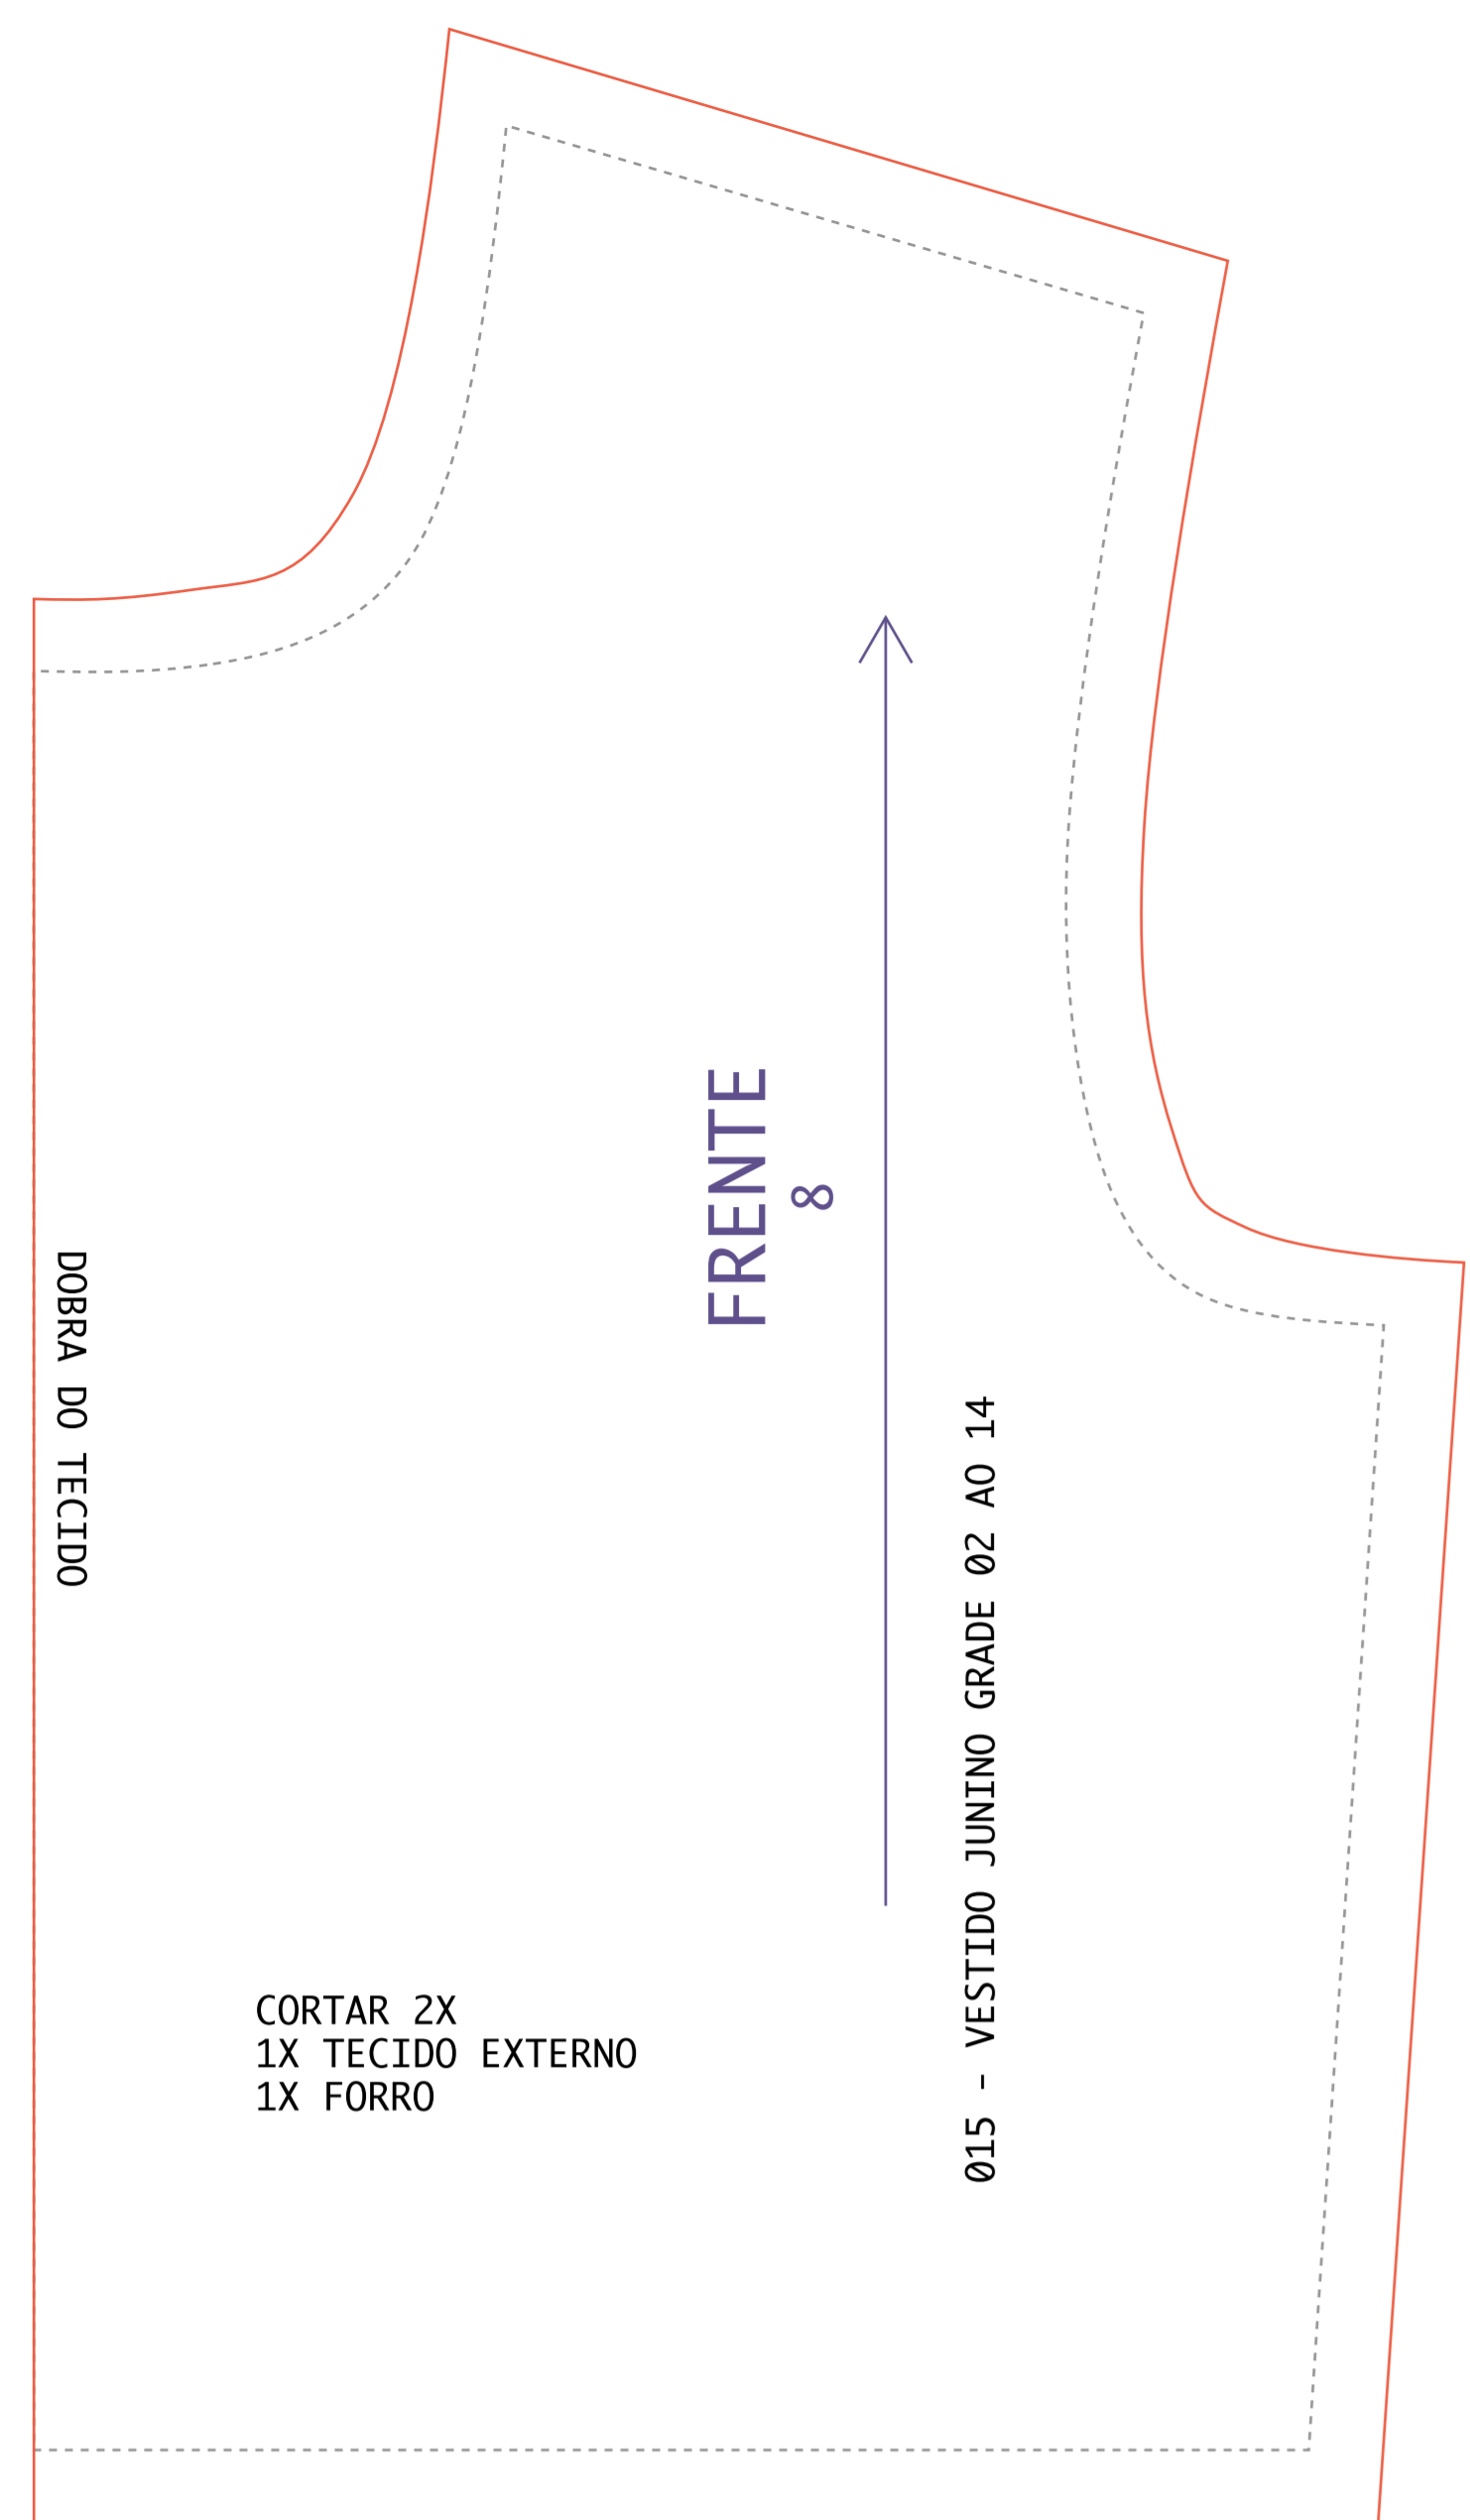 FRENTE
8
DOBRA DO TECIDO
015 - VESTIDO JUNINO GRADE 02 AO 14
CORTAR 2X
1X TECIDO EXTERNO
1X FORRO